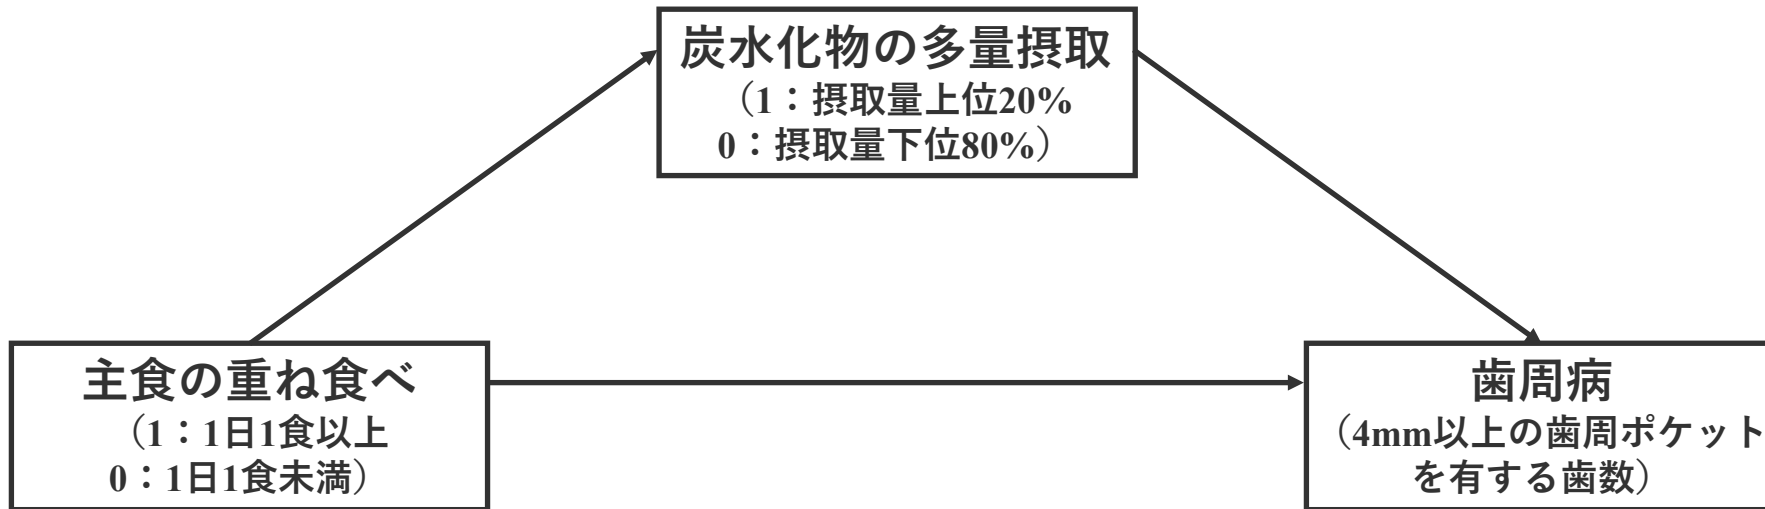 炭水化物の多量摂取
（1：摂取量上位20%
0：摂取量下位80%）
主食の重ね食べ
（1：1日1食以上
0：1日1食未満）
歯周病
（4mm以上の歯周ポケット
を有する歯数）